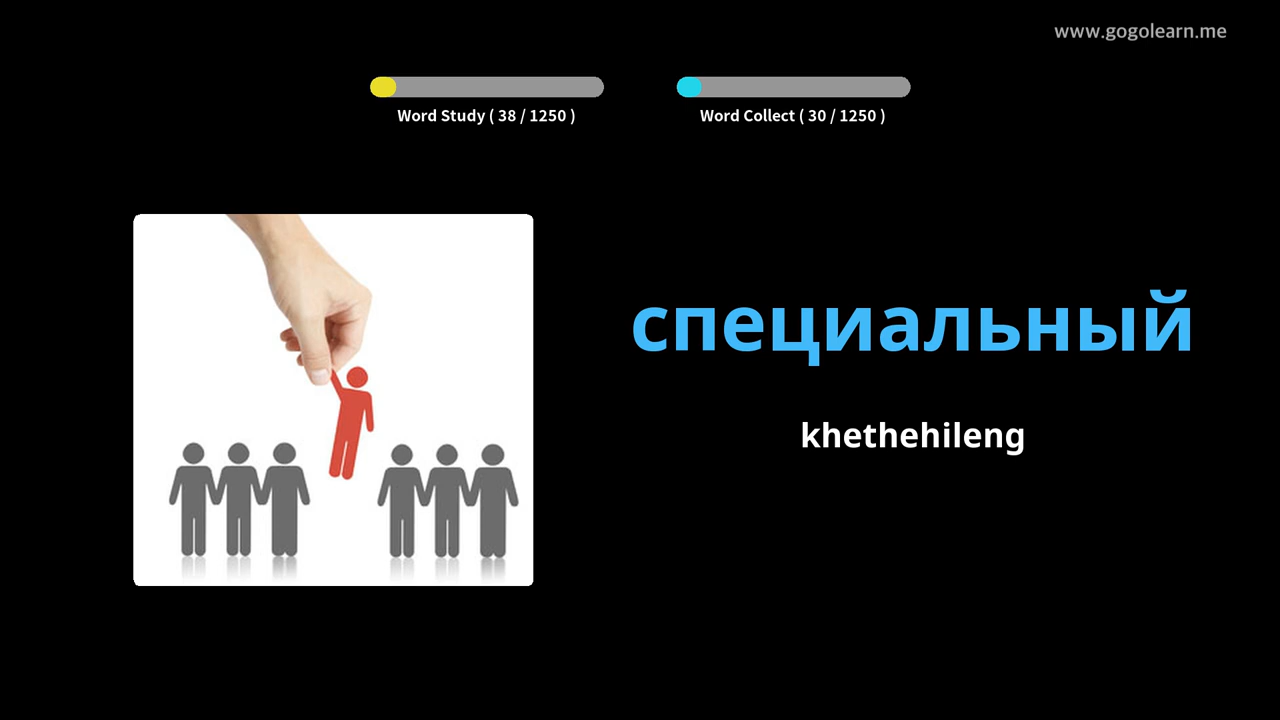 www.gogolearn.me
Word Study ( 38 / 1250 )
Word Collect ( 30 / 1250 )
специальный
khethehileng